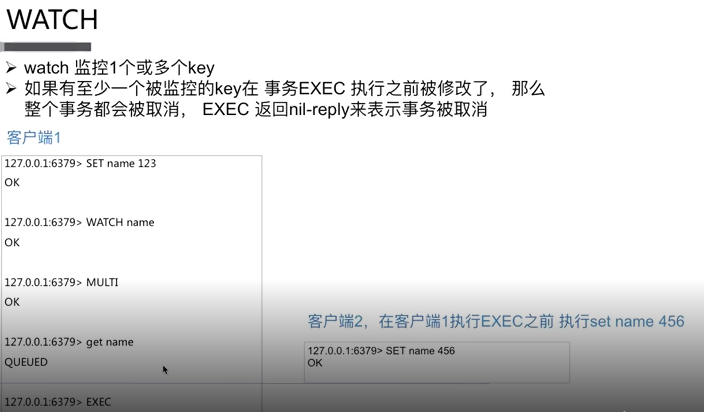 WATCH
watch 监控1个或多个key
如果有至少一个被监控的key在 事务EXEC 执行之前被修改了， 那么
整个事务都会被取消， EXEC 返回nil-reply来表示事务被取消
客户端1
127.0.0.1:6379> SET name 123
OK
127.0.0.1:6379> WATCH name
OK
127.0.0.1:6379> MULTI
OK
127.0.0.1:6379> get name
QUEUED
127.0.0.1:6379> EXEC
客户端2，在客户端1执行EXEC之前 执行set name 456
127.0.0.1:6379> SET name 456
OK